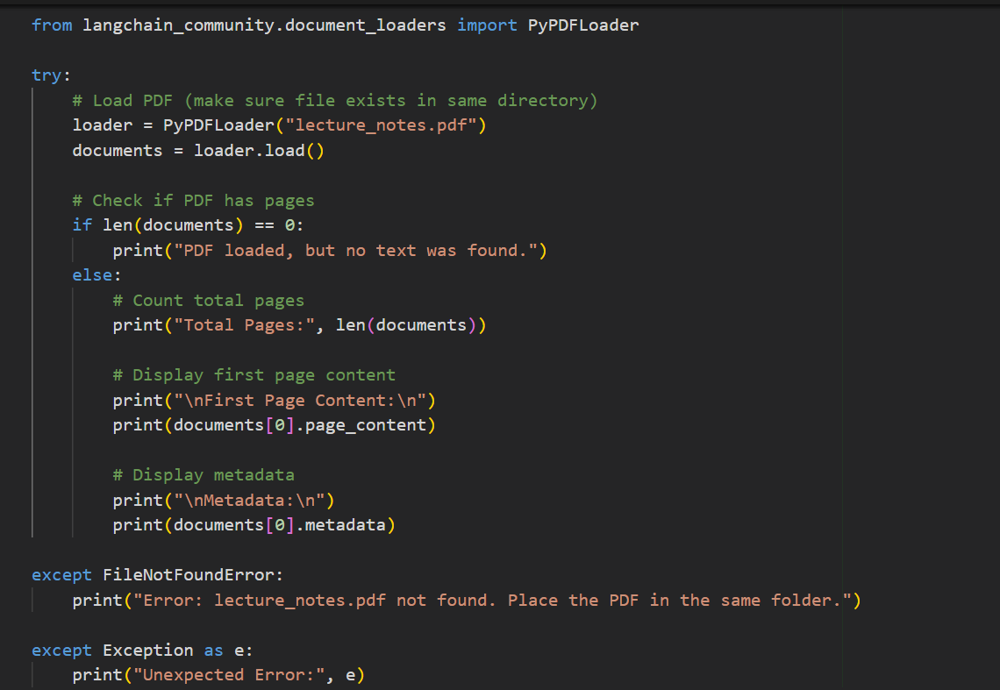 from langchain_community.document_loaders import PyPDFLoader

try:
    # Load PDF (make sure file exists in same directory)
    loader = PyPDFLoader("lecture_notes.pdf")
    documents = loader.load()

    # Check if PDF has pages
    if len(documents) == 0:
        print("PDF loaded, but no text was found.")
    else:
        # Count total pages
        print("Total Pages:", len(documents))

        # Display first page content
        print("\nFirst Page Content:\n")
        print(documents[0].page_content)

        # Display metadata
        print("\nMetadata:\n")
        print(documents[0].metadata)

except FileNotFoundError:
    print("Error: lecture_notes.pdf not found. Place the PDF in the same folder.")

except Exception as e:
    print("Unexpected Error:", e)